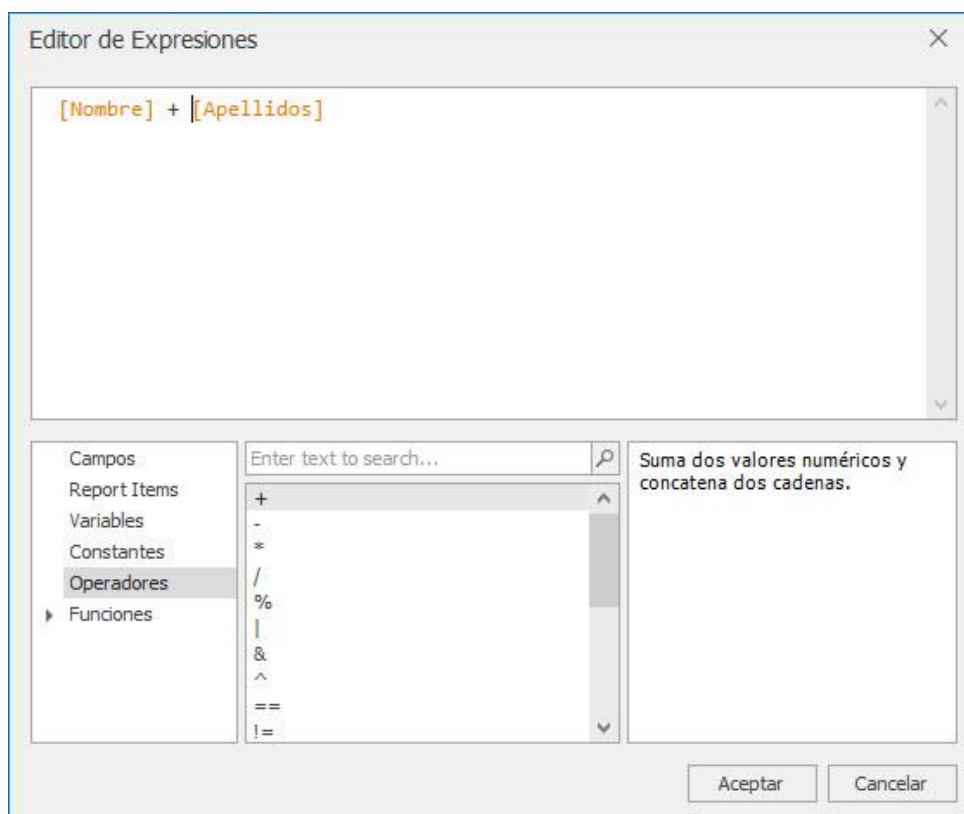 Editor de Expresiones
[Nombre] + [Apellidos]
Campos
Report Items
Variables
Constantes
Operadores
Funciones
Enter text to search...
+
-
*
/
%
|
&
^
==
!=
Suma dos valores numéricos y
concatena dos cadenas.
Aceptar
Cancelar